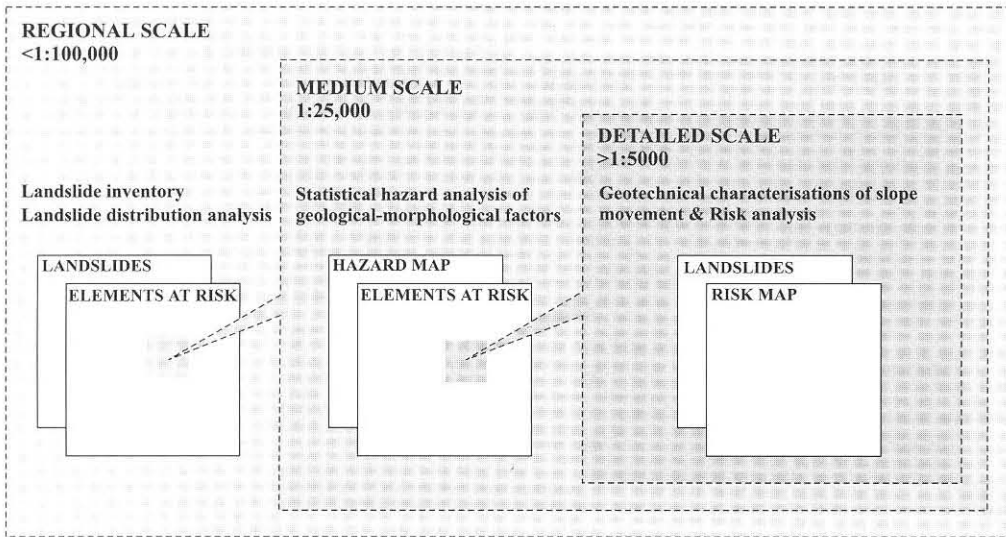 REGIONAL SCALE
<1:100,000
MEDIUM SCALE
1:25,000
DETAILED SCALE
>1:5000
Landslide inventory
Landslide distribution analysis
Statistical hazard analysis of
geological-morphological factors
Geotechnical characterisations of slope
movement & Risk analysis
LANDSLIDES
ELEMENTS AT RISK
HAZARD MAP
ELEMENTS AT RISK
LANDSLIDES
RISK MAP